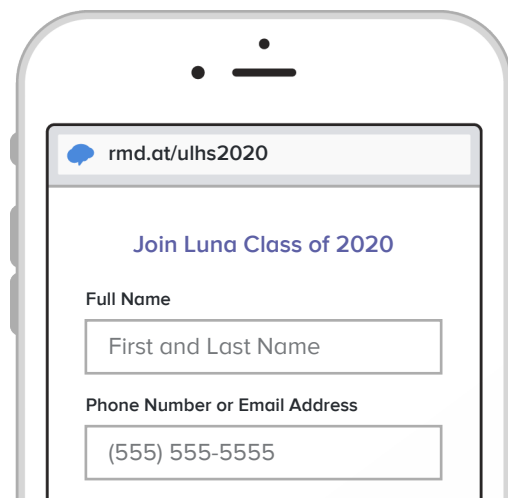 rmd.at/ulhs2020
Join Luna Class of 2020
Full Name
First and Last Name
Phone Number or Email Address
(555) 555-5555